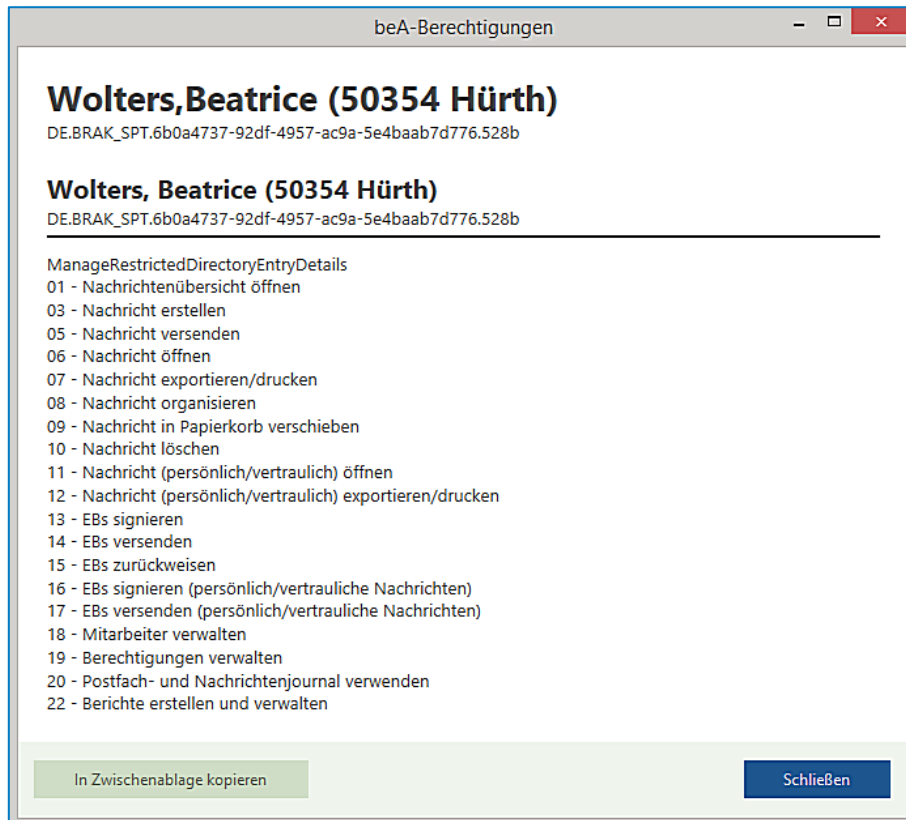 beA-Berechtigungen
Wolters,Beatrice (50354 Hürth)
DE.BRAK_SPT.6b0a4737-92df-4957-ac9a-5e4baab7d776.528b
Wolters, Beatrice (50354 Hürth)
DE.BRAK_SPT.6b0a4737-92df-4957-ac9a-5e4baab7d776.528b
ManageRestrictedDirectoryEntryDetails
01 - Nachrichtenübersicht öffnen
03 - Nachricht erstellen
05 - Nachricht versenden
06 - Nachricht öffnen
07 - Nachricht exportieren/drucken
08 - Nachricht organisieren
09 - Nachricht in Papierkorb verschieben
10 - Nachricht löschen
11 - Nachricht (persönlich/vertraulich) öffnen
12 - Nachricht (persönlich/vertraulich) exportieren/drucken
13 - EBs signieren
14 - EBs versenden
15 - EBs zurückweisen
16 - EBs signieren (persönlich/vertrauliche Nachrichten)
17 - EBs versenden (persönlich/vertrauliche Nachrichten)
18 - Mitarbeiter verwalten
19 - Berechtigungen verwalten
20 - Postfach- und Nachrichtenjournal verwenden
22 - Berichte erstellen und verwalten
In Zwischenablage kopieren
Schließen